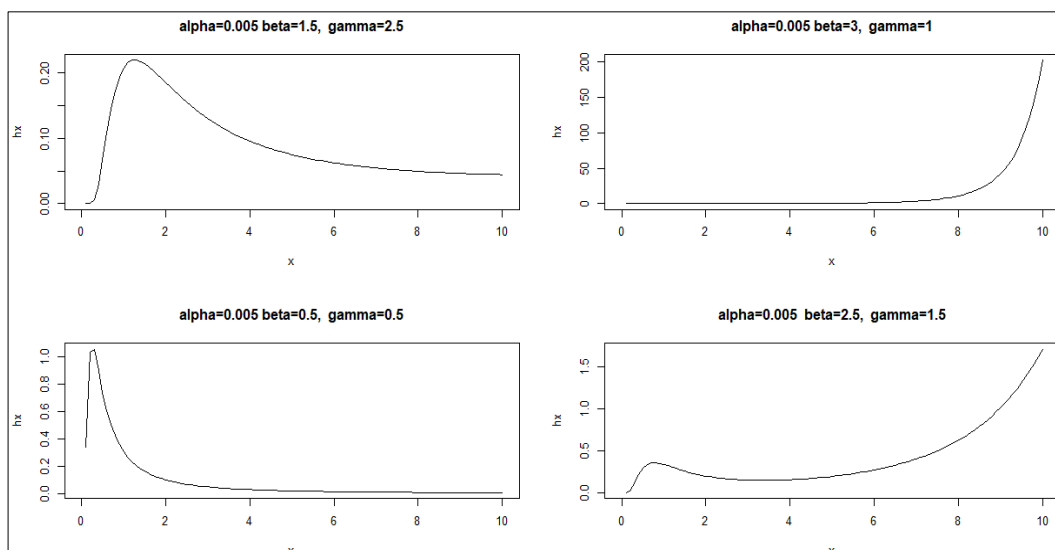 alpha=0.005 beta=1.5,  gamma=2.5
hx
0.00
0.10
0.20
0 2 4 6 8 10
x
alpha=0.005 beta=3,  gamma=1
hx
0
50
100
150
200
0 2 4 6 8 10
x
alpha=0.005 beta=0.5,  gamma=0.5
hx
0.0
0.2
0.4
0.6
0.8
1.0
0 2 4 6 8 10
x
alpha=0.005  beta=2.5,  gamma=1.5
hx
0.0
0.5
1.0
1.5
0 2 4 6 8 10
x